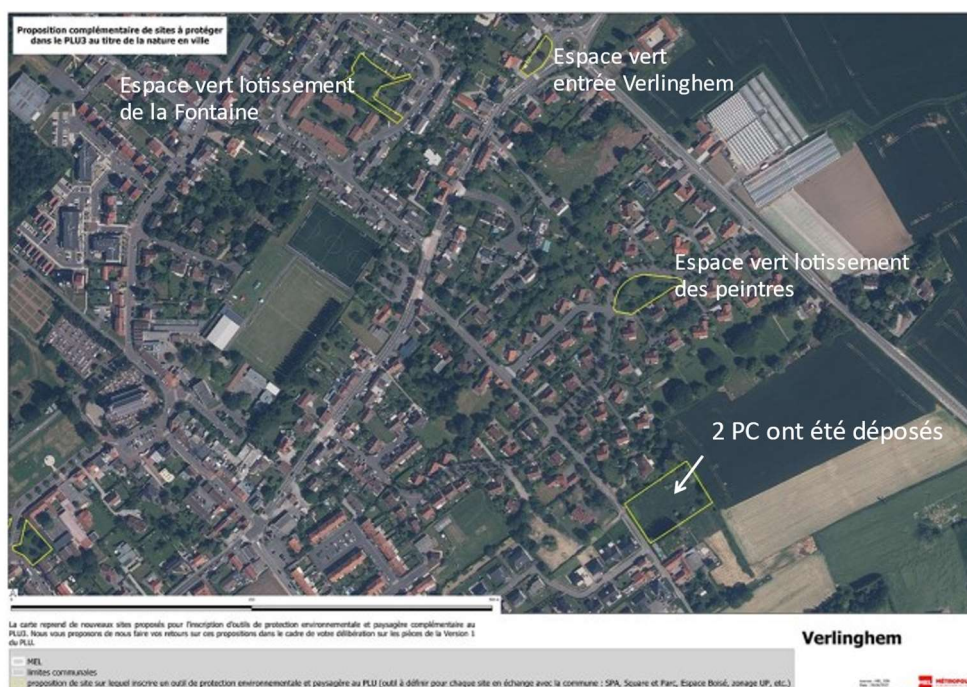 Proposition complémentaire de sites à protéger
dans le PLU3 au titre de la nature en ville
Espace vert lotissement
de la Fontaine
Espace vert
entrée Verlinghem
Espace vert lotissement
des peintres
2 PC ont été déposés
La carte reprend de nouveaux sites proposés pour l'inscription d'outils de protection environnementale et paysagère complémentaire au
PLU3. Nous vous proposons de nous faire vos retours sur ces propositions dans le cadre de votre délibération sur les pièces de la Version 1
du PLU.
Verlinghem
MEL
limites communales
proposition de site sur lequel inscrire un outil de protection environnementale et paysagère au PLU (outil à définir pour chaque site en échange avec la commune : SPA, Square et Parc, Espace Boisé, zonage UP, etc.)
MEL